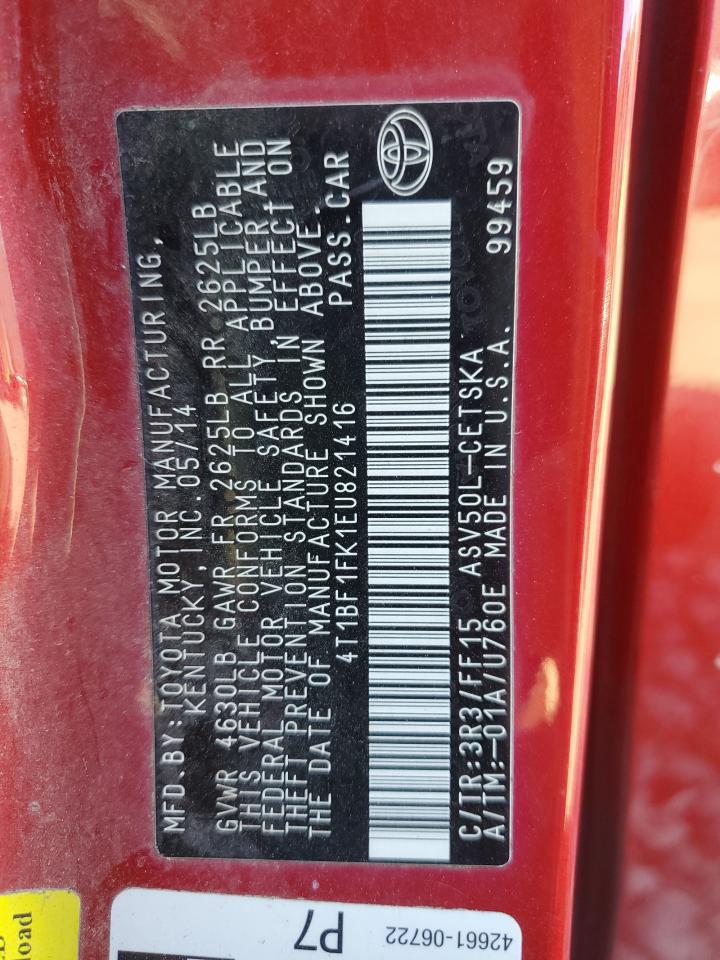 MFD.BY:TOYOTA MOTOR MANUFACTURING,
KENTUCKY,INC.05/14
GVWR 4630LB GAWR FR 2625LB RR 2625LB
THIS VEHICLE CONFORMS TO ALL APPLICABLE
FEDERAL MOTOR VEHICLE SAFETY, BUMPER AND
THEFT PREVENTION STANDARDS IN EFFECT ON
THE DATE OF MANUFACTURE SHOWN ABOVE.
4T1BF1FK1EU821416 PASS.CAR
C/TR:3R3/FF15 ASV50L-CETSKA
A/TM:-01A/U760E MADE IN U.S.A. 99459
oad
P7
42661-06722